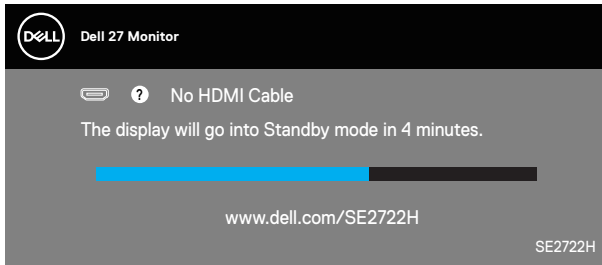 DELL
Dell 27 Monitor
? No HDMI Cable
The display will go into Standby mode in 4 minutes.
www.dell.com/SE2722H
SE2722H